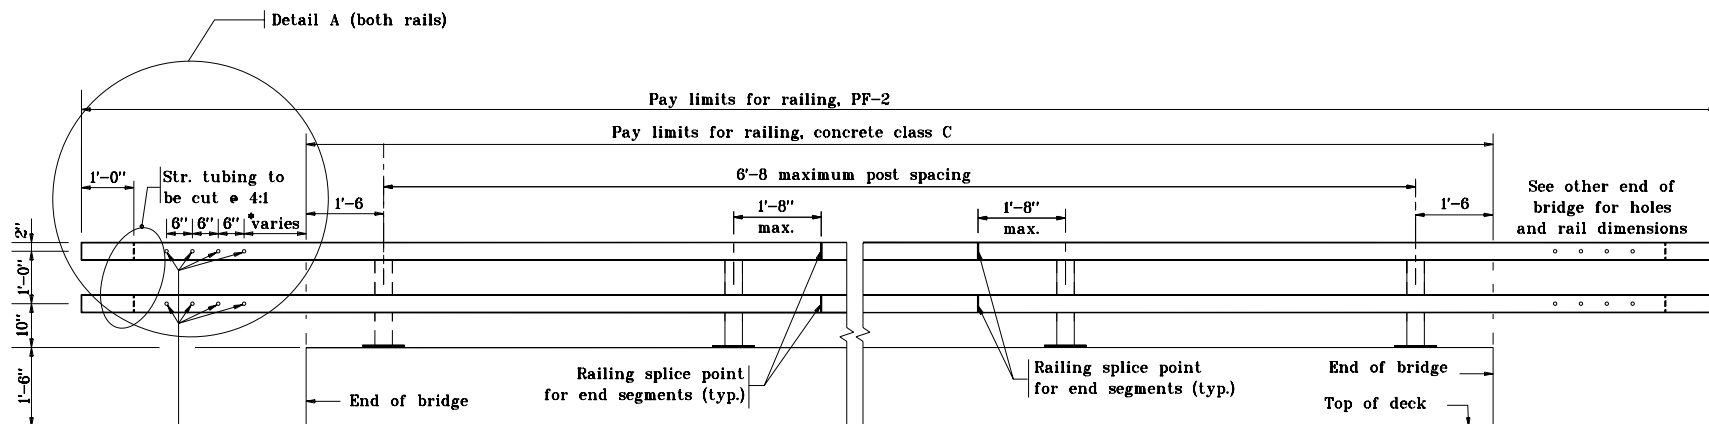 Detail A (both rails)
Pay limits for railing, PF-2
Pay limits for railing, concrete class C
6'-8 maximum post spacing
1'-0"
Str. tubing to
be cut @ 4:1
6" 6" 6" *varies
1'-6
1'-8"
max.
1'-8"
max.
1'-6
See other end of
bridge for holes
and rail dimensions
2"
1'-0"
10"
1'-6"
Railing splice point
for end segments (typ.)
Railing splice point
for end segments (typ.)
End of bridge
End of bridge
Top of deck